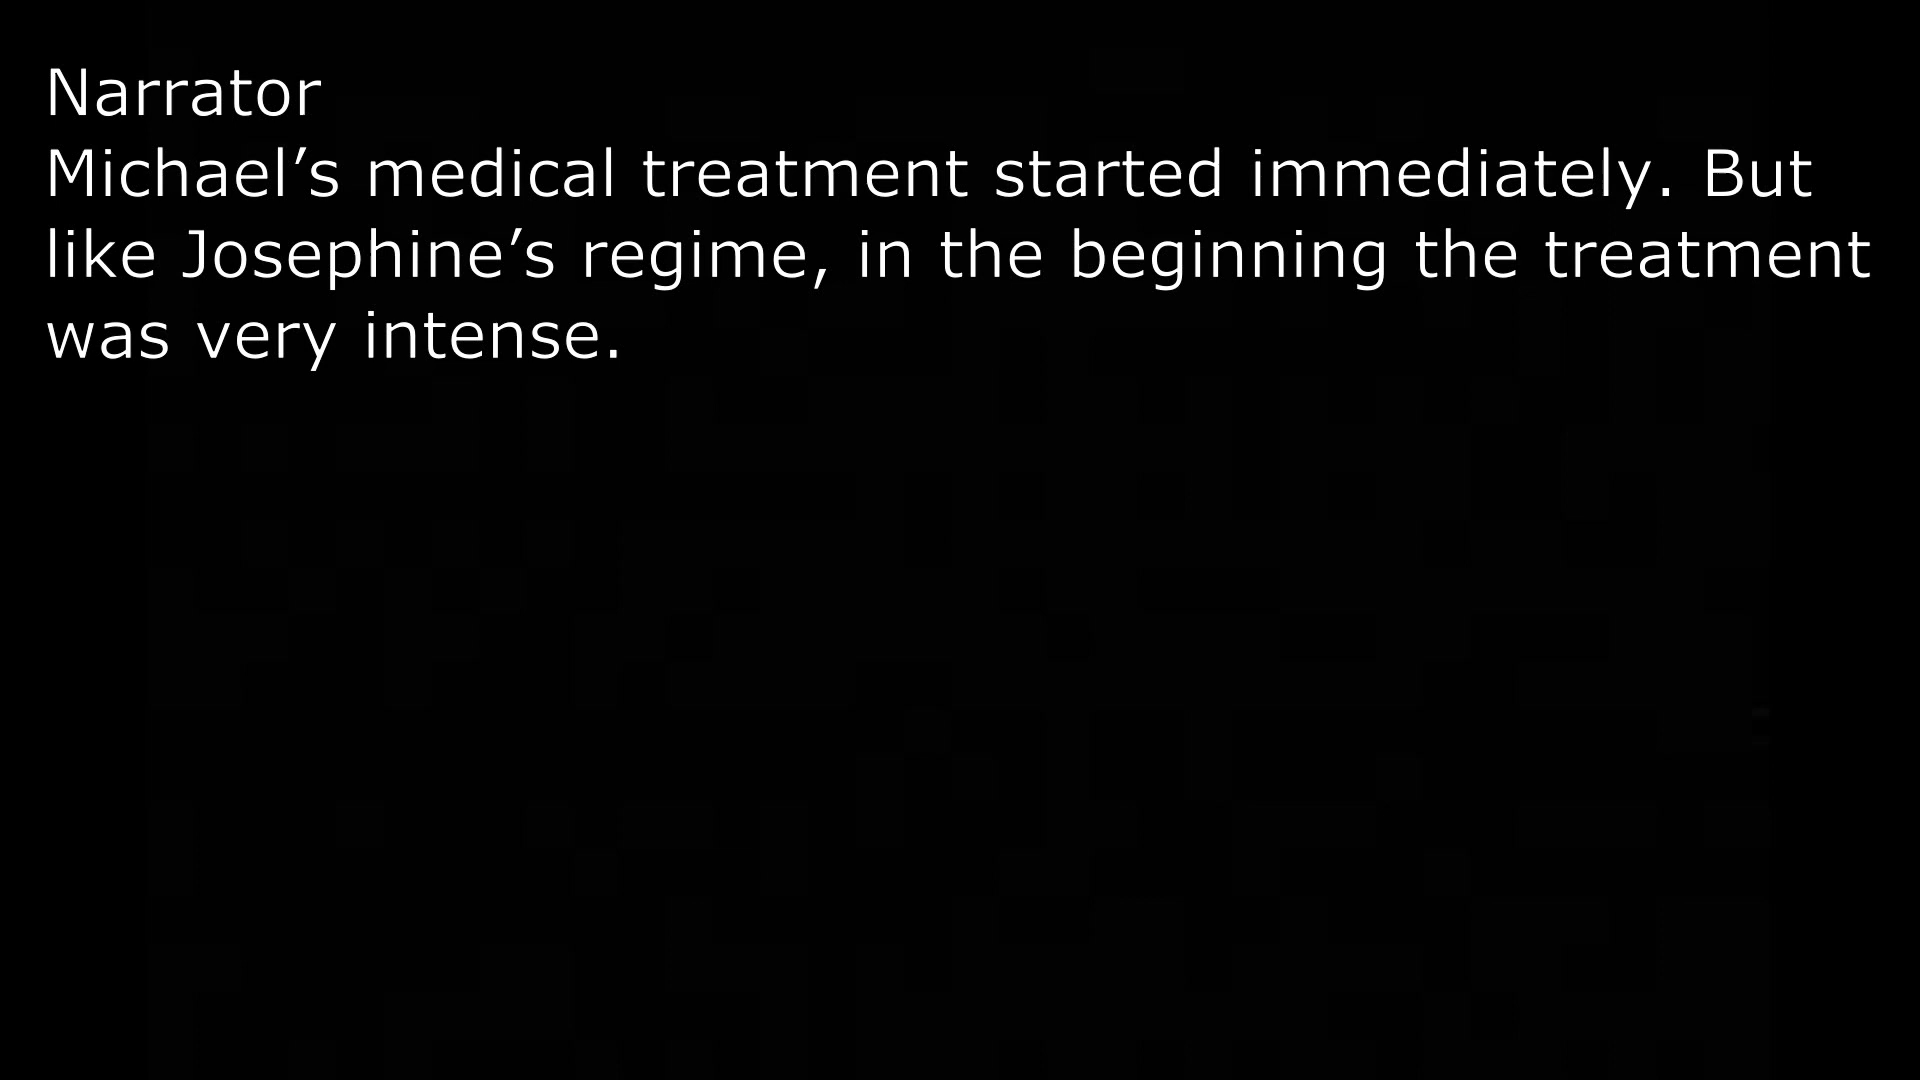 Narrator
Michael’s medical treatment started immediately. But
like Josephine’s regime, in the beginning the treatment
was very intense.